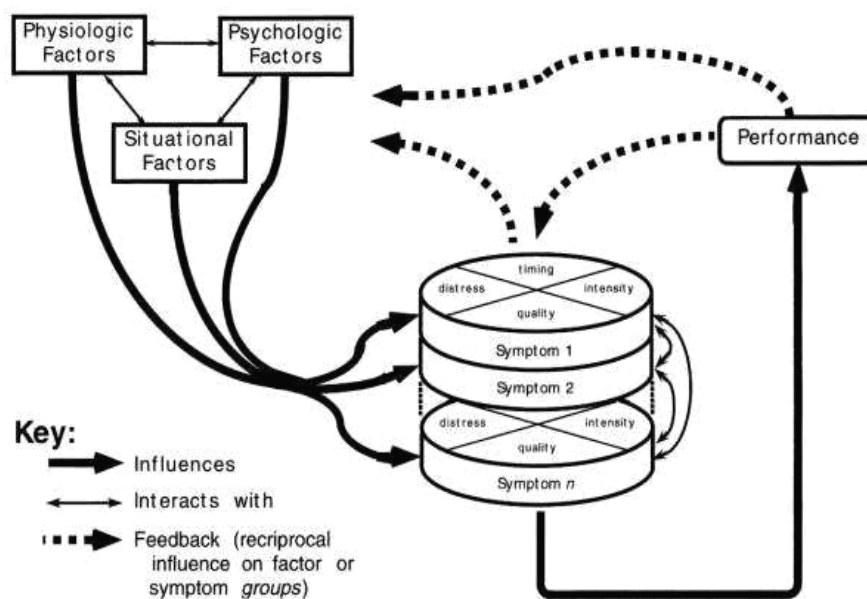 Physiologic
Factors
Psychologic
Factors
Situational
Factors
Performance
timing
distress
intensity
quality
Symptom 1
Symptom 2
distress
intensity
quality
Symptom n
Key:
Influences
Interacts with
Feedback (reciprocal
influence on factor or
symptom groups)